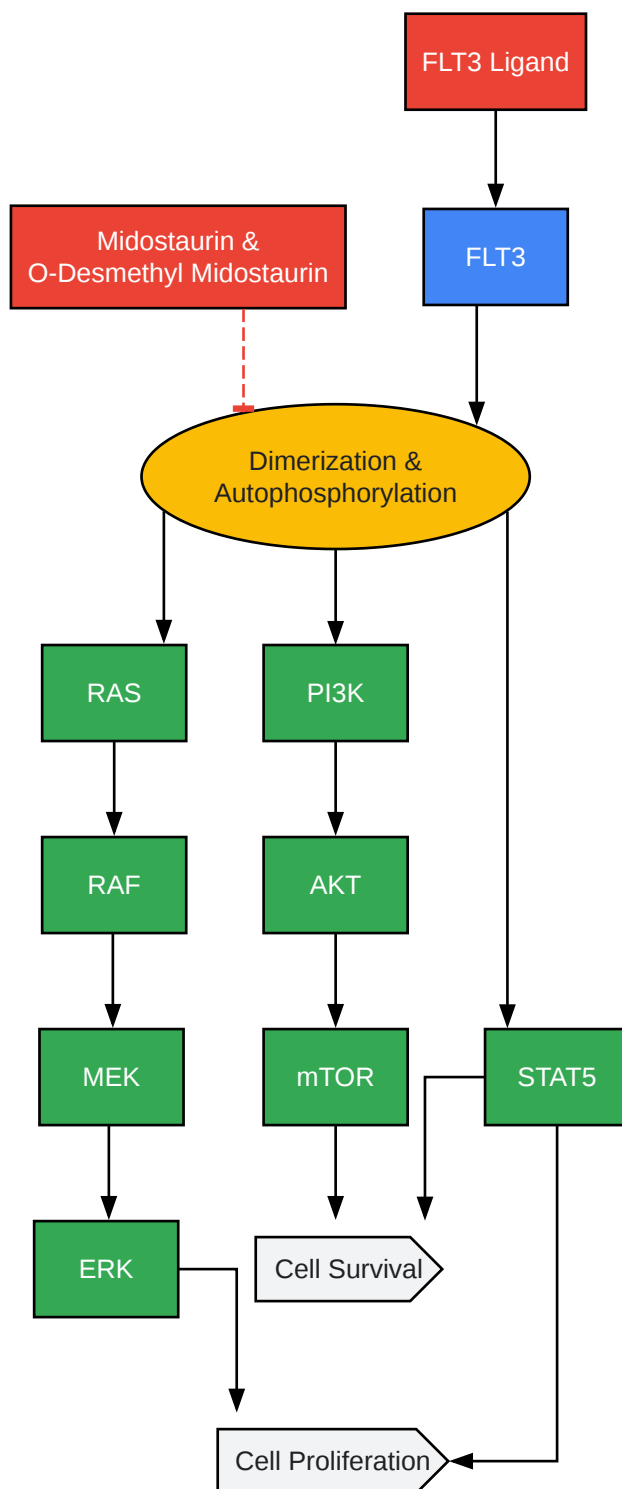 FLT3 Ligand
Midostaurin &
O-Desmethyl Midostaurin
FLT3
Dimerization &
Autophosphorylation
RAS
PI3K
RAF
AKT
MEK
mTOR
STAT5
ERK
Cell Survival
Cell Proliferation